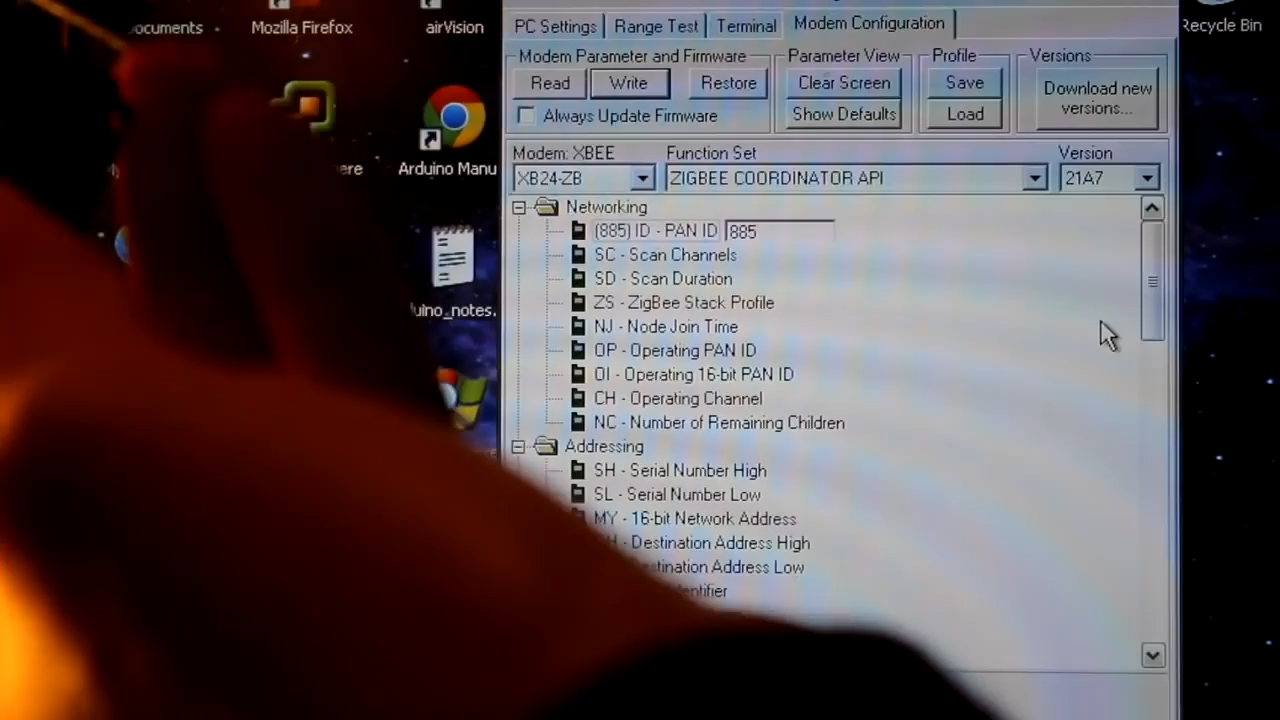 Documents
Mozilla Firefox
airVision
PC Settings Range Test Terminal Modem Configuration
Recycle Bin
Modem Parameter and Firmware Parameter View Profile Versions
Read Write Restore Clear Screen Save Download new versions...
Always Update Firmware Show Defaults Load
Arduino Manu
ere
Modem: XBEE Function Set Version
XB24-ZB ZIGBEE COORDINATOR API 21A7
Networking
(885) ID - PAN ID 885
SC - Scan Channels
SD - Scan Duration
ZS - ZigBee Stack Profile
uino_notes.
NJ - Node Join Time
OP - Operating PAN ID
OI - Operating 16-bit PAN ID
CH - Operating Channel
NC - Number of Remaining Children
Addressing
SH - Serial Number High
SL - Serial Number Low
MY - 16-bit Network Address
H - Destination Address High
stination Address Low
entifier